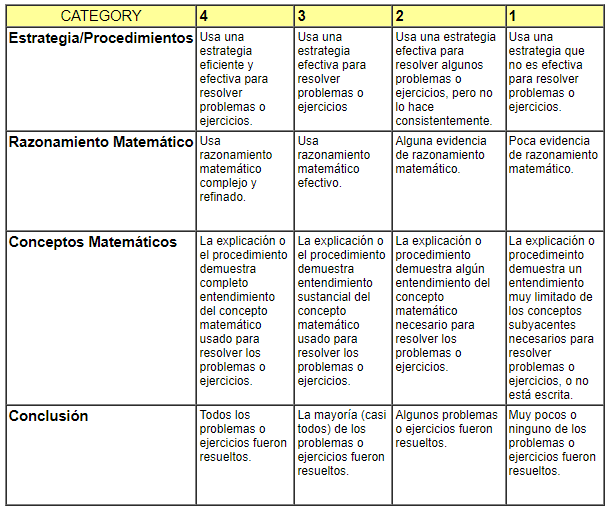 CATEGORY 4 3 2 1
Estrategia/Procedimientos
Usa una
estrategia
eficiente y
efectiva para
resolver
problemas o
ejercicios.
Usa una
estrategia
efectiva para
resolver
problemas o
ejercicios
Usa una estrategia
efectiva para
resolver algunos
problemas o
ejercicios, pero no
lo hace
consistentemente.
Usa una
estrategia que
no es efectiva
para resolver
problemas o
ejercicios.
Razonamiento Matemático
Usa
razonamiento
matemático
complejo y
refinado.
Usa
razonamiento
matemático
efectivo.
Alguna evidencia
de razonamiento
matemático.
Poca evidencia
de razonamiento
matemático.
Conceptos Matemáticos
La explicación o
el procedimiento
demuestra
completo
entendimiento
del concepto
matemático
usado para
resolver los
problemas o
ejercicios.
La explicación o
el procedimiento
demuestra
entendimiento
sustancial del
concepto
matemático
usado para
resolver los
problemas o
ejercicios.
La explicación o
procedimiento
demuestra algún
entendimiento del
concepto
matemático
necesario para
resolver los
problemas o
ejercicios.
La explicación o
procedimeinto
demuestra un
entendimiento
muy limitado de
los conceptos
subyacentes
necesarios para
resolver
problemas o
ejercicios, o no
está escrita.
Conclusión
Todos los
problemas o
ejercicios fueron
resueltos.
La mayoría (casi
todos) de los
problemas o
ejercicios fueron
resueltos.
Algunos problemas
o ejercicios fueron
resueltos.
Muy pocos o
ninguno de los
problemas o
ejercicios fueron
resueltos.